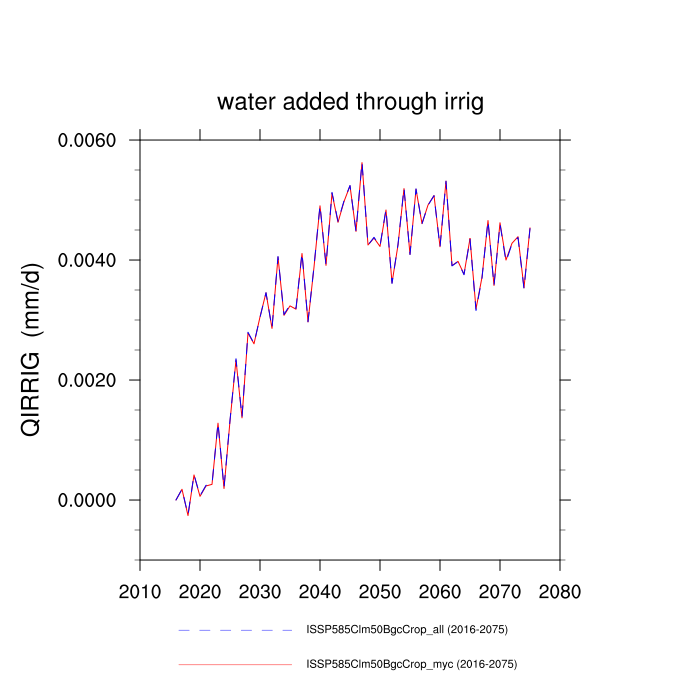 water added through irrig
0.0060
0.0040
0.0020
0.0000
QIRRIG (mm/d)
2010 2020 2030 2040 2050 2060 2070 2080
ISSP585Clm50BgcCrop_all (2016-2075)
ISSP585Clm50BgcCrop_myc (2016-2075)